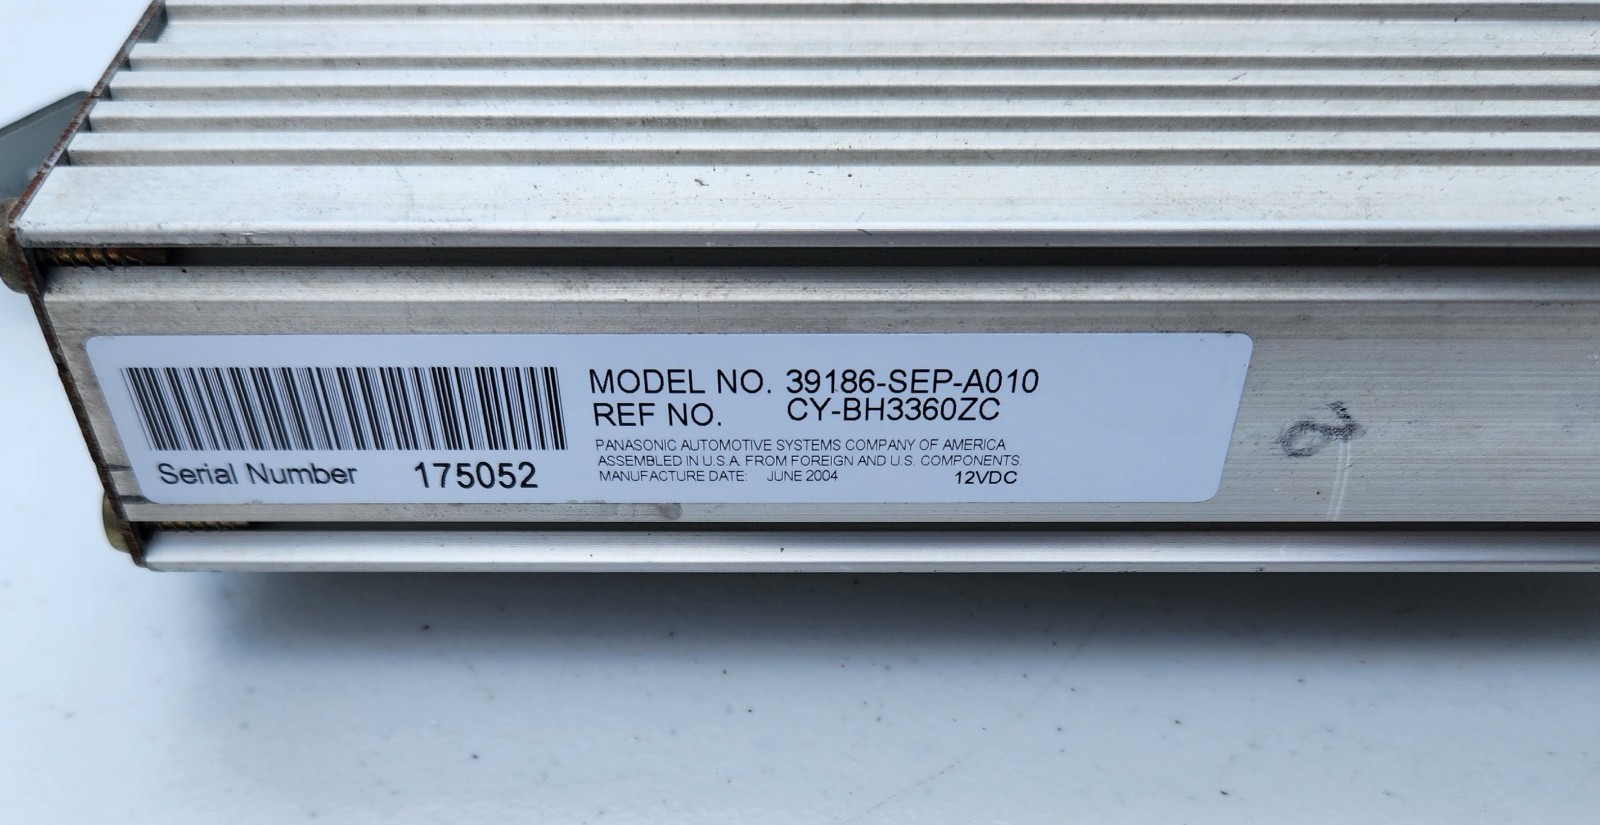 MODEL NO. 39186-SEP-A010
REF NO. CY-BH3360ZC
PANASONIC AUTOMOTIVE SYSTEMS COMPANY OF AMERICA
ASSEMBLED IN U.S.A. FROM FOREIGN AND U.S. COMPONENTS.
MANUFACTURE DATE: JUNE 2004 12VDC
Serial Number 175052